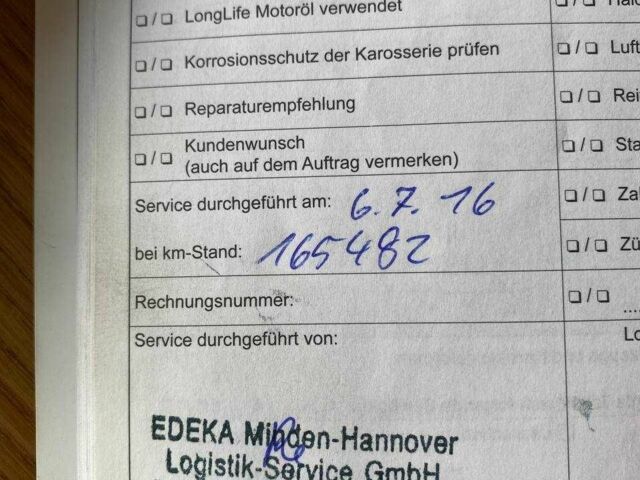 ❏ / ❏ LongLife Motoröl verwendet
❏ / ❏ Korrosionsschutz der Karosserie prüfen
❏ / ❏ Luft
❏ / ❏ Reparaturempfehlung
❏ / ❏ Rei
❏ / ❏ Kundenwunsch
(auch auf dem Auftrag vermerken)
❏ / ❏ Sta
Service durchgeführt am: 6.7.16
❏ / ❏ Za
bei km-Stand: 165482
❏ / ❏ Zü
Rechnungsnummer:
❏ / ❏
....
Service durchgeführt von:
Lo
EDEKA Minden-Hannover
Logistik-Service GmbH